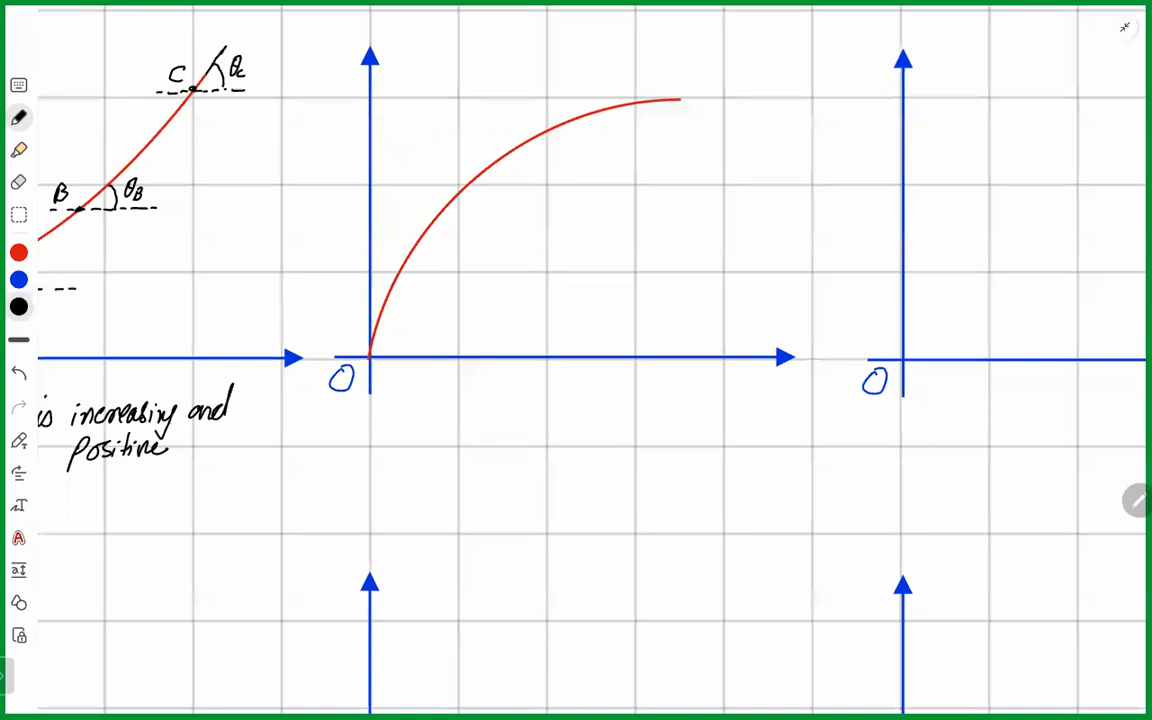 C θc
B θB
O
O
is increasing and
positive